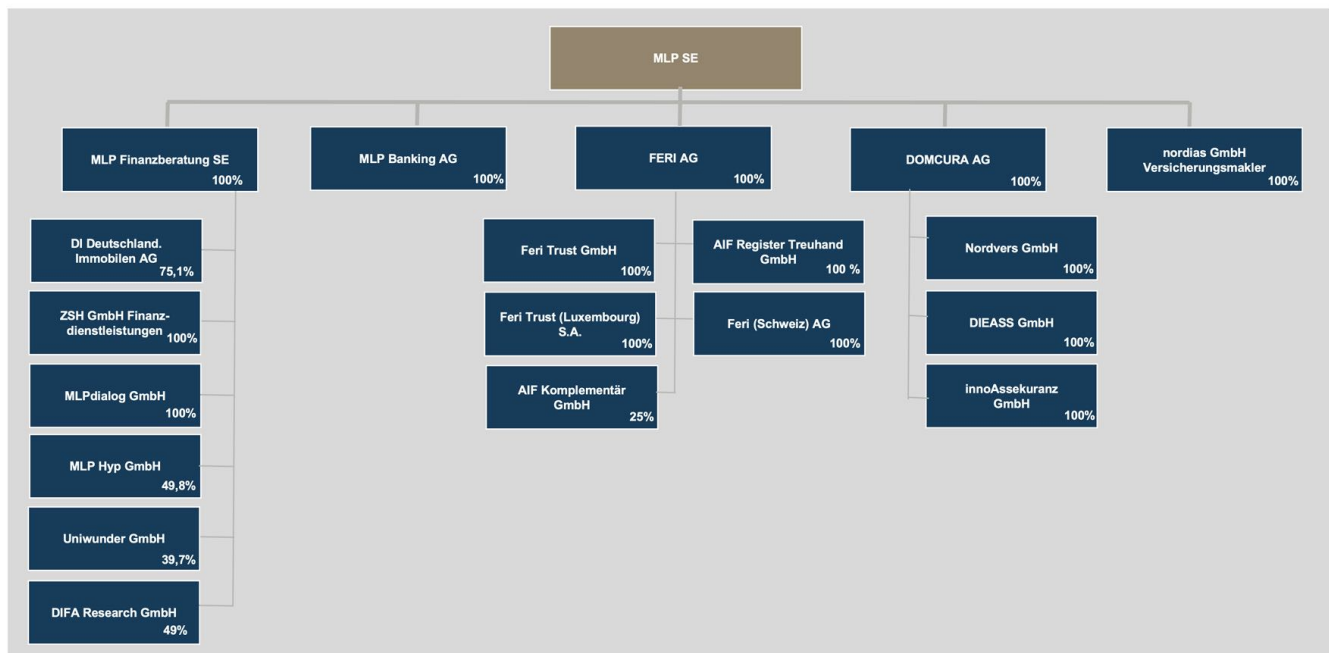 MLP SE
MLP Finanzberatung SE
100%
MLP Banking AG
100%
FERI AG
100%
DOMCURA AG
100%
nordias GmbH
Versicherungsmakler
100%
DI Deutschland.
Immobilen AG
75,1%
ZSH GmbH Finanz-
dienstleistungen
100%
MLPdialog GmbH
100%
MLP Hyp GmbH
49,8%
Uniwunder GmbH
39,7%
DIFA Research GmbH
49%
Feri Trust GmbH
100%
AIF Register Treuhand
GmbH
100 %
Feri Trust (Luxembourg)
S.A.
100%
Feri (Schweiz) AG
100%
AIF Komplementär
GmbH
25%
Nordvers GmbH
100%
DIEASS GmbH
100%
innoAssekuranz
GmbH
100%